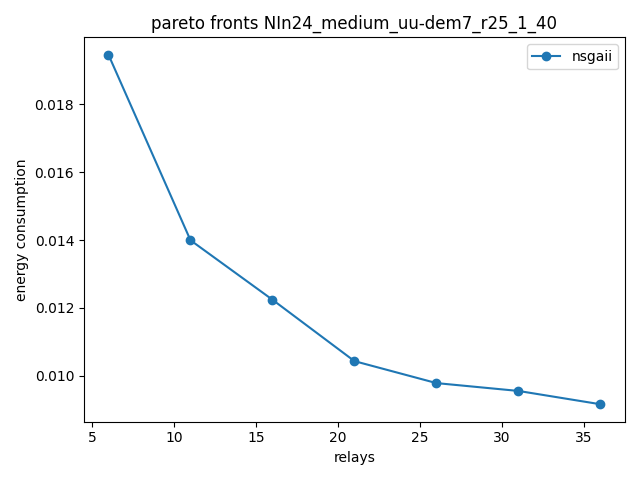 pareto fronts NIn24_medium_uu-dem7_r25_1_40
nsgaii
energy consumption
0.018
0.016
0.014
0.012
0.010
5 10 15 20 25 30 35
relays